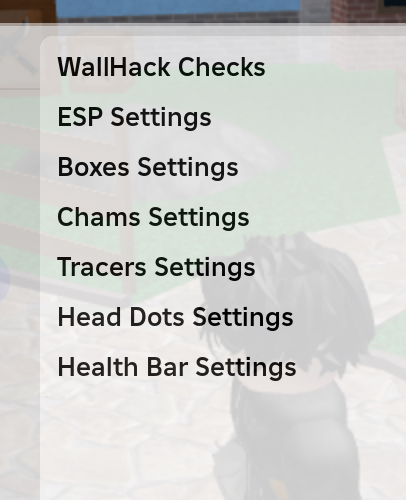 WallHack Checks
ESP Settings
Boxes Settings
Chams Settings
Tracers Settings
Head Dots Settings
Health Bar Settings